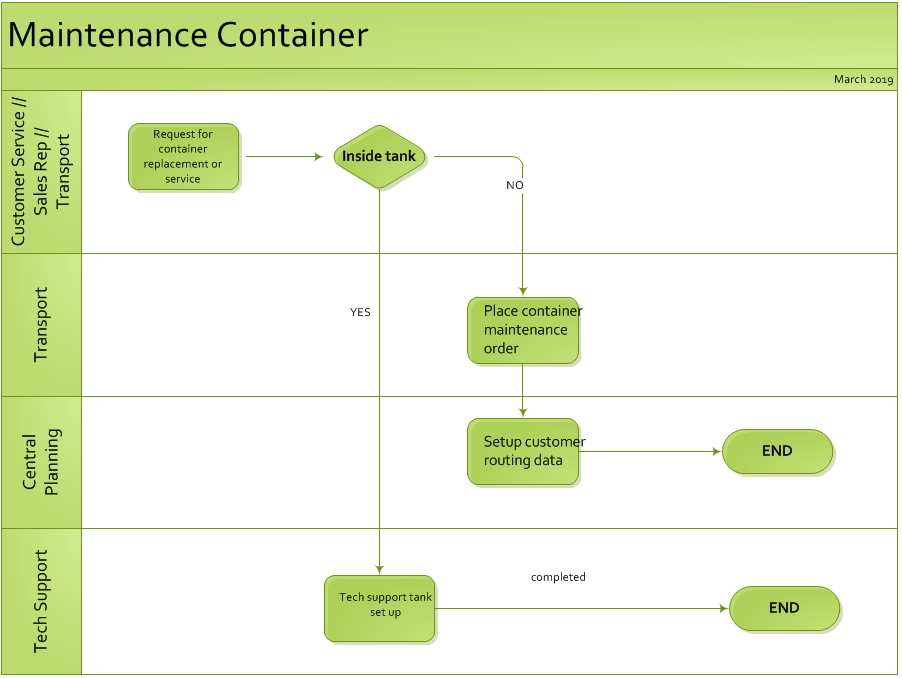 Maintenance Container
March 2019
Customer Service //
Sales Rep //
Transport
Request for
container
replacement or
service
Inside tank
NO
Transport
YES
Place container
maintenance
order
Central
Planning
Setup customer
routing data
END
Tech Support
Tech support tank
set up
completed
END